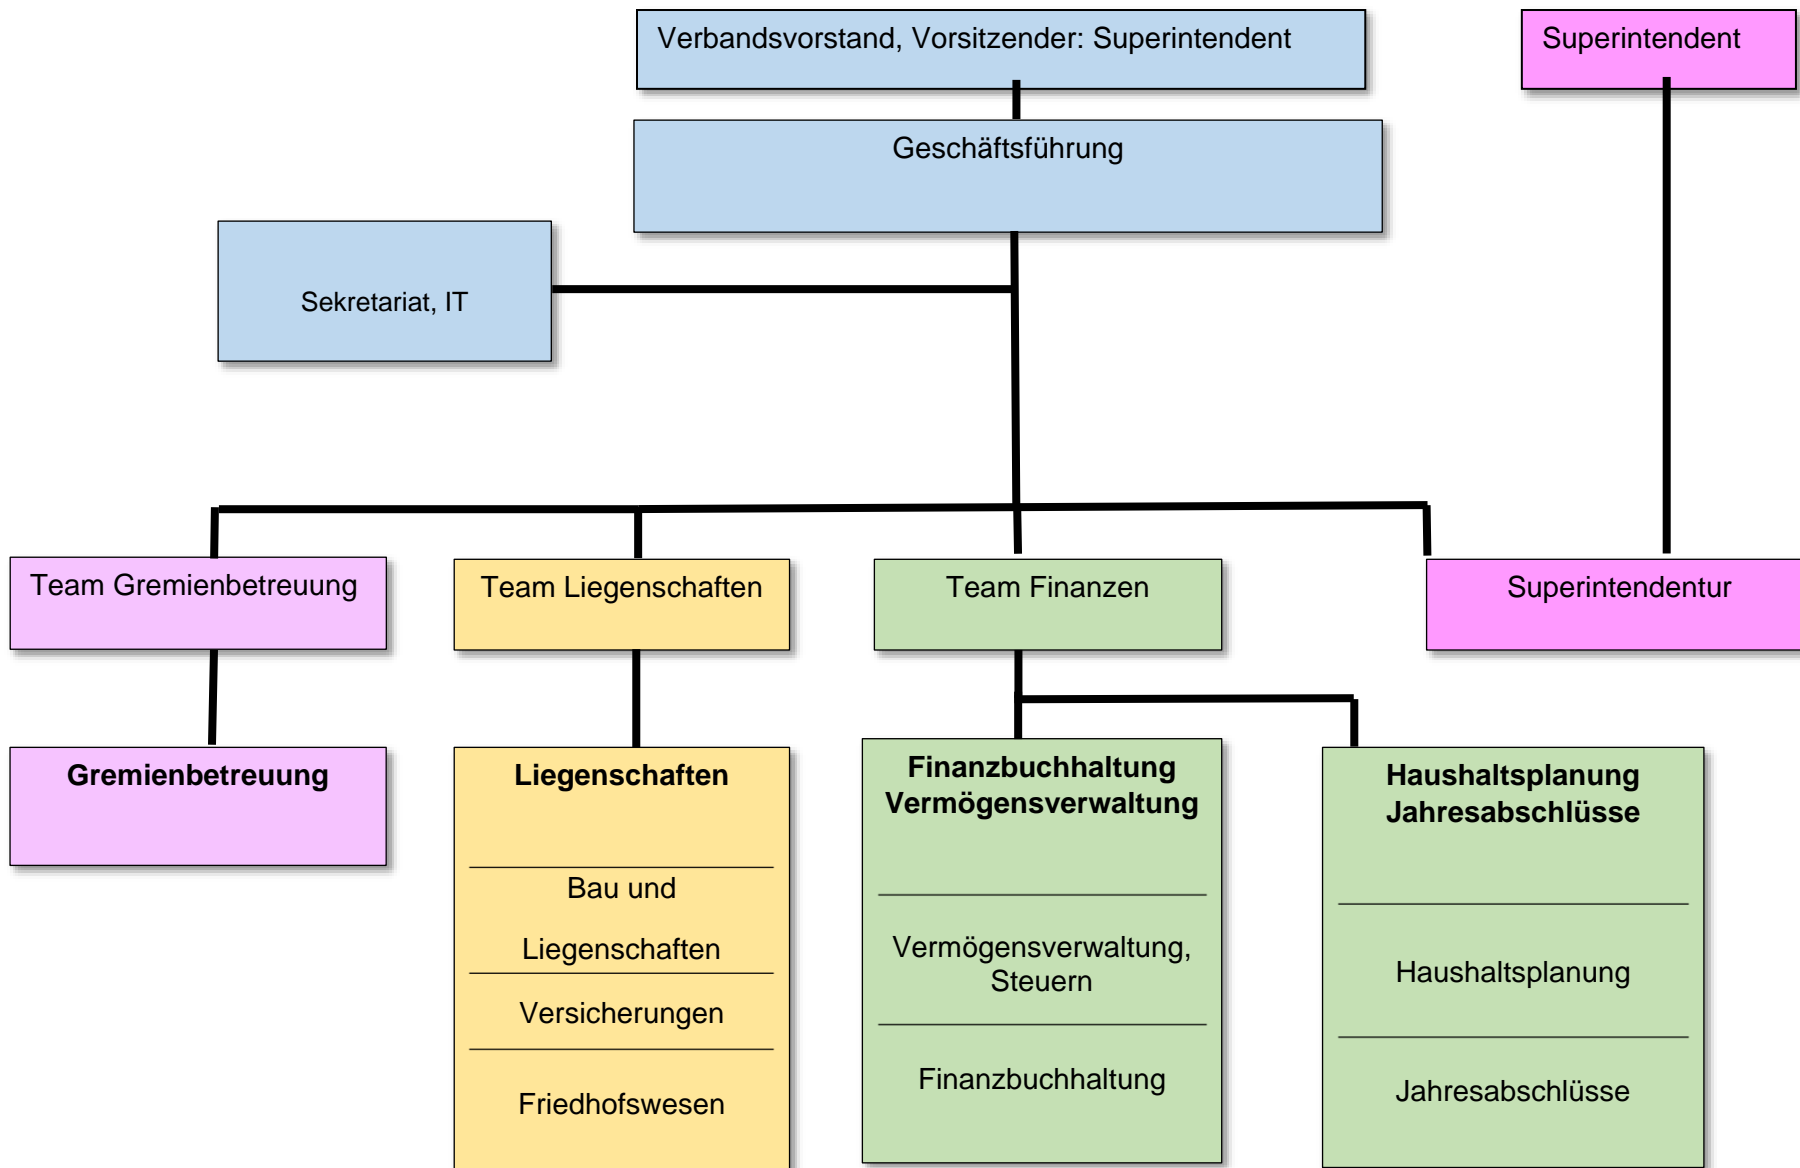 Verbandsvorstand, Vorsitzender: Superintendent
Superintendent
Geschäftsführung
Sekretariat, IT
Team Gremienbetreuung
Team Liegenschaften
Team Finanzen
Superintendentur
Gremienbetreuung
Liegenschaften
Bau und
Liegenschaften
Versicherungen
Friedhofswesen
Finanzbuchhaltung
Vermögensverwaltung
Vermögensverwaltung,
Steuern
Finanzbuchhaltung
Haushaltsplanung
Jahresabschlüsse
Haushaltsplanung
Jahresabschlüsse